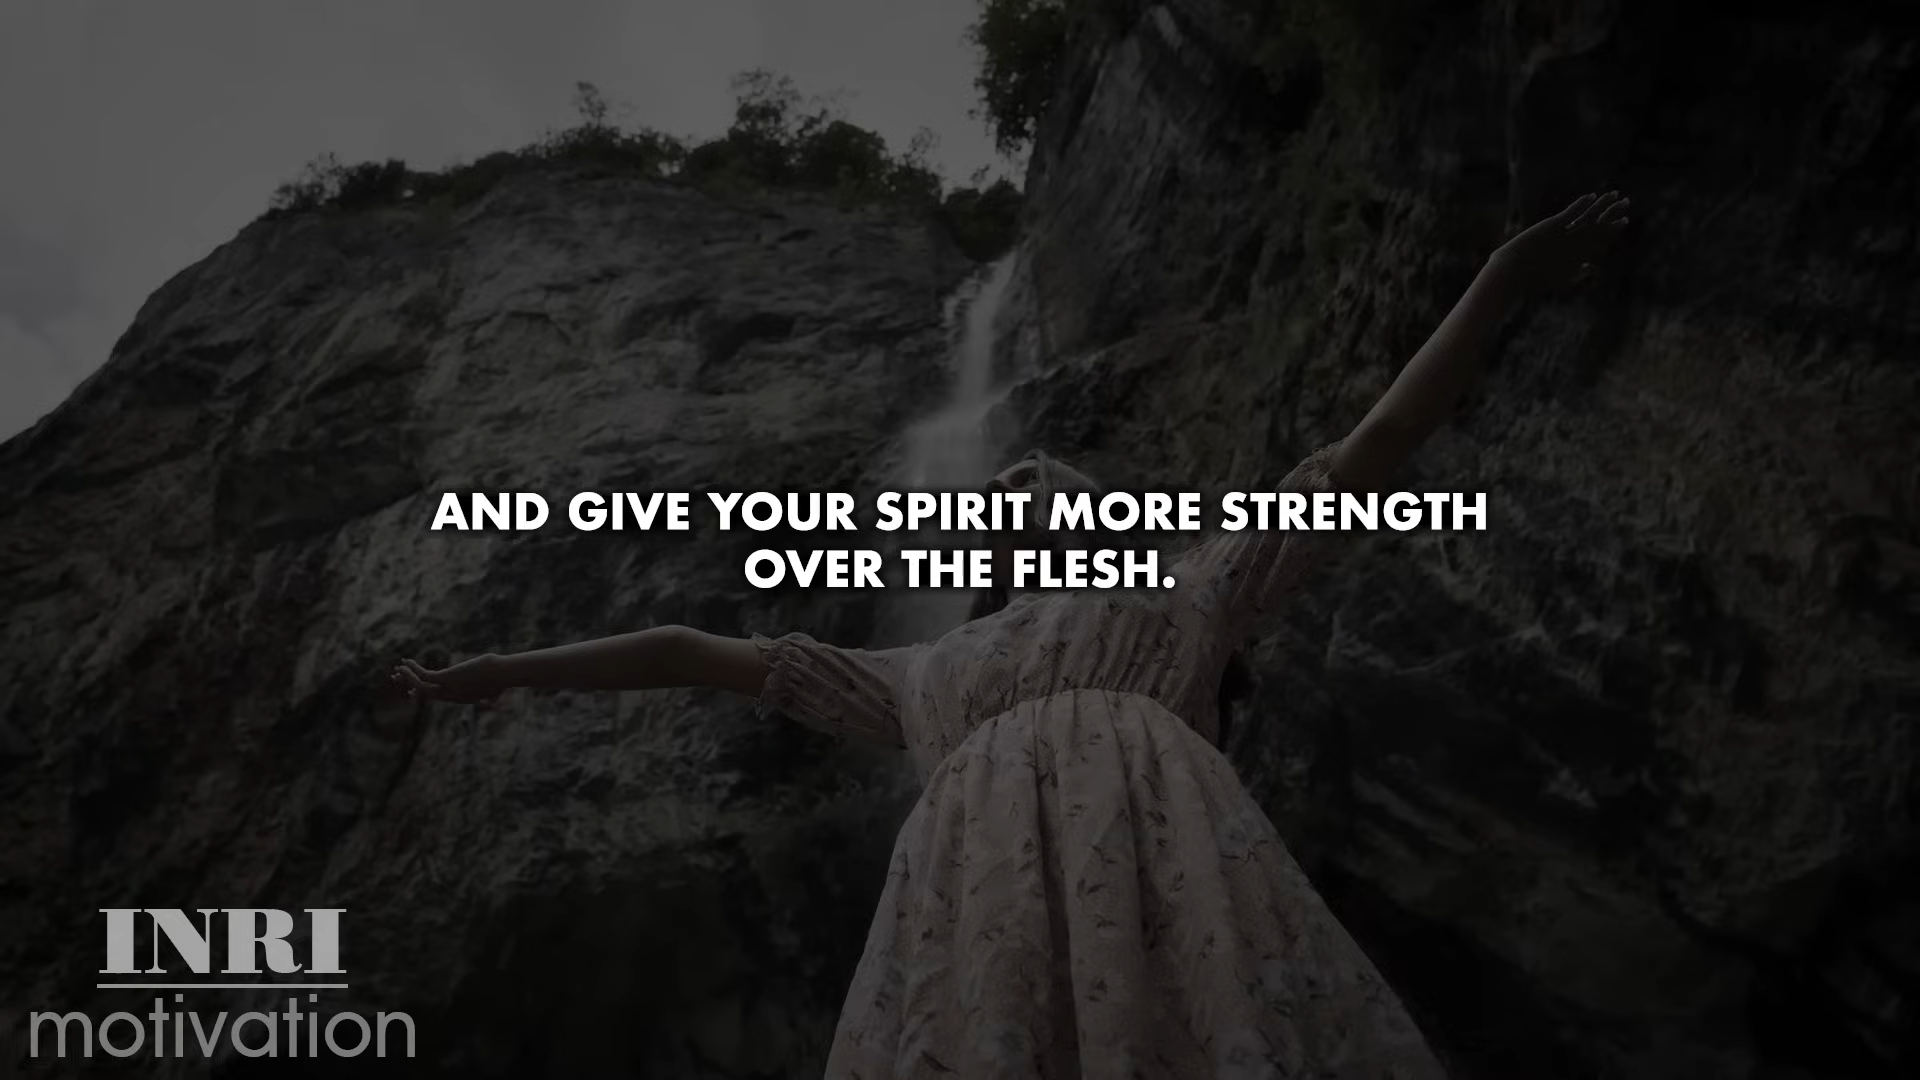 AND GIVE YOUR SPIRIT MORE STRENGTH
OVER THE FLESH.
INRI
motivation